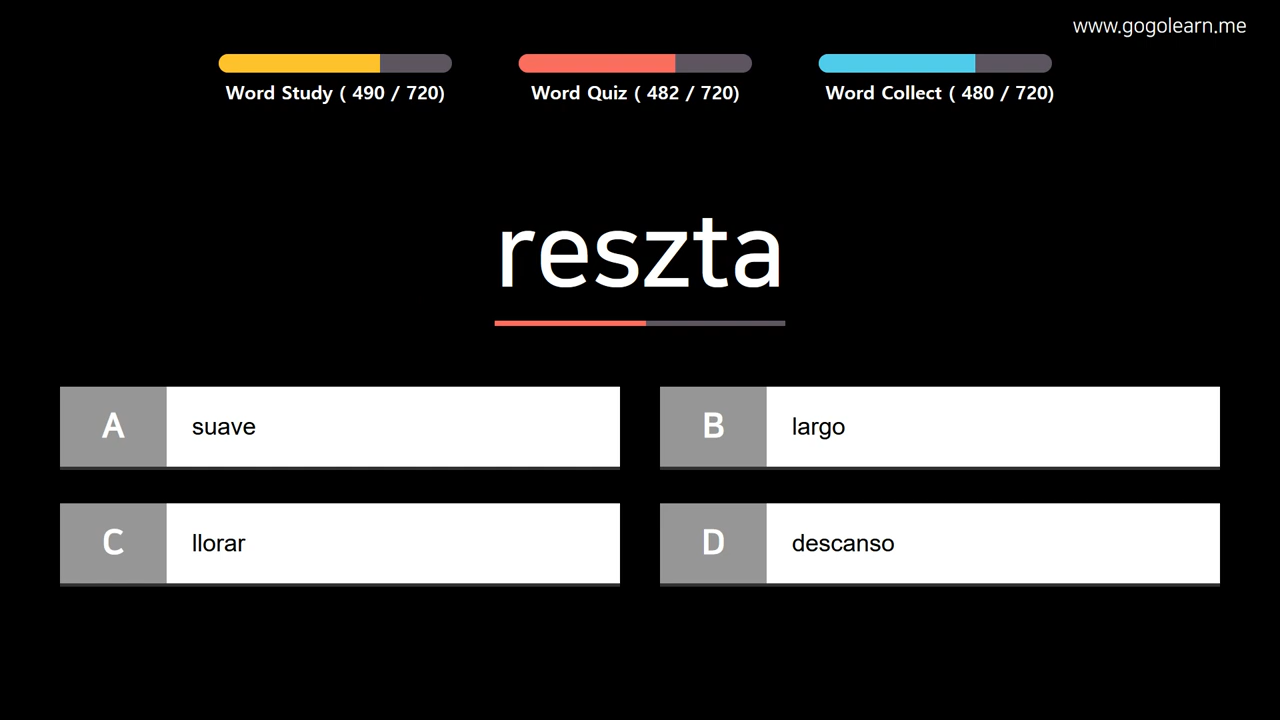 www.gogolearn.me
Word Study ( 490 / 720)
Word Quiz ( 482 / 720)
Word Collect ( 480 / 720)
reszta
A suave
B largo
C llorar
D descanso